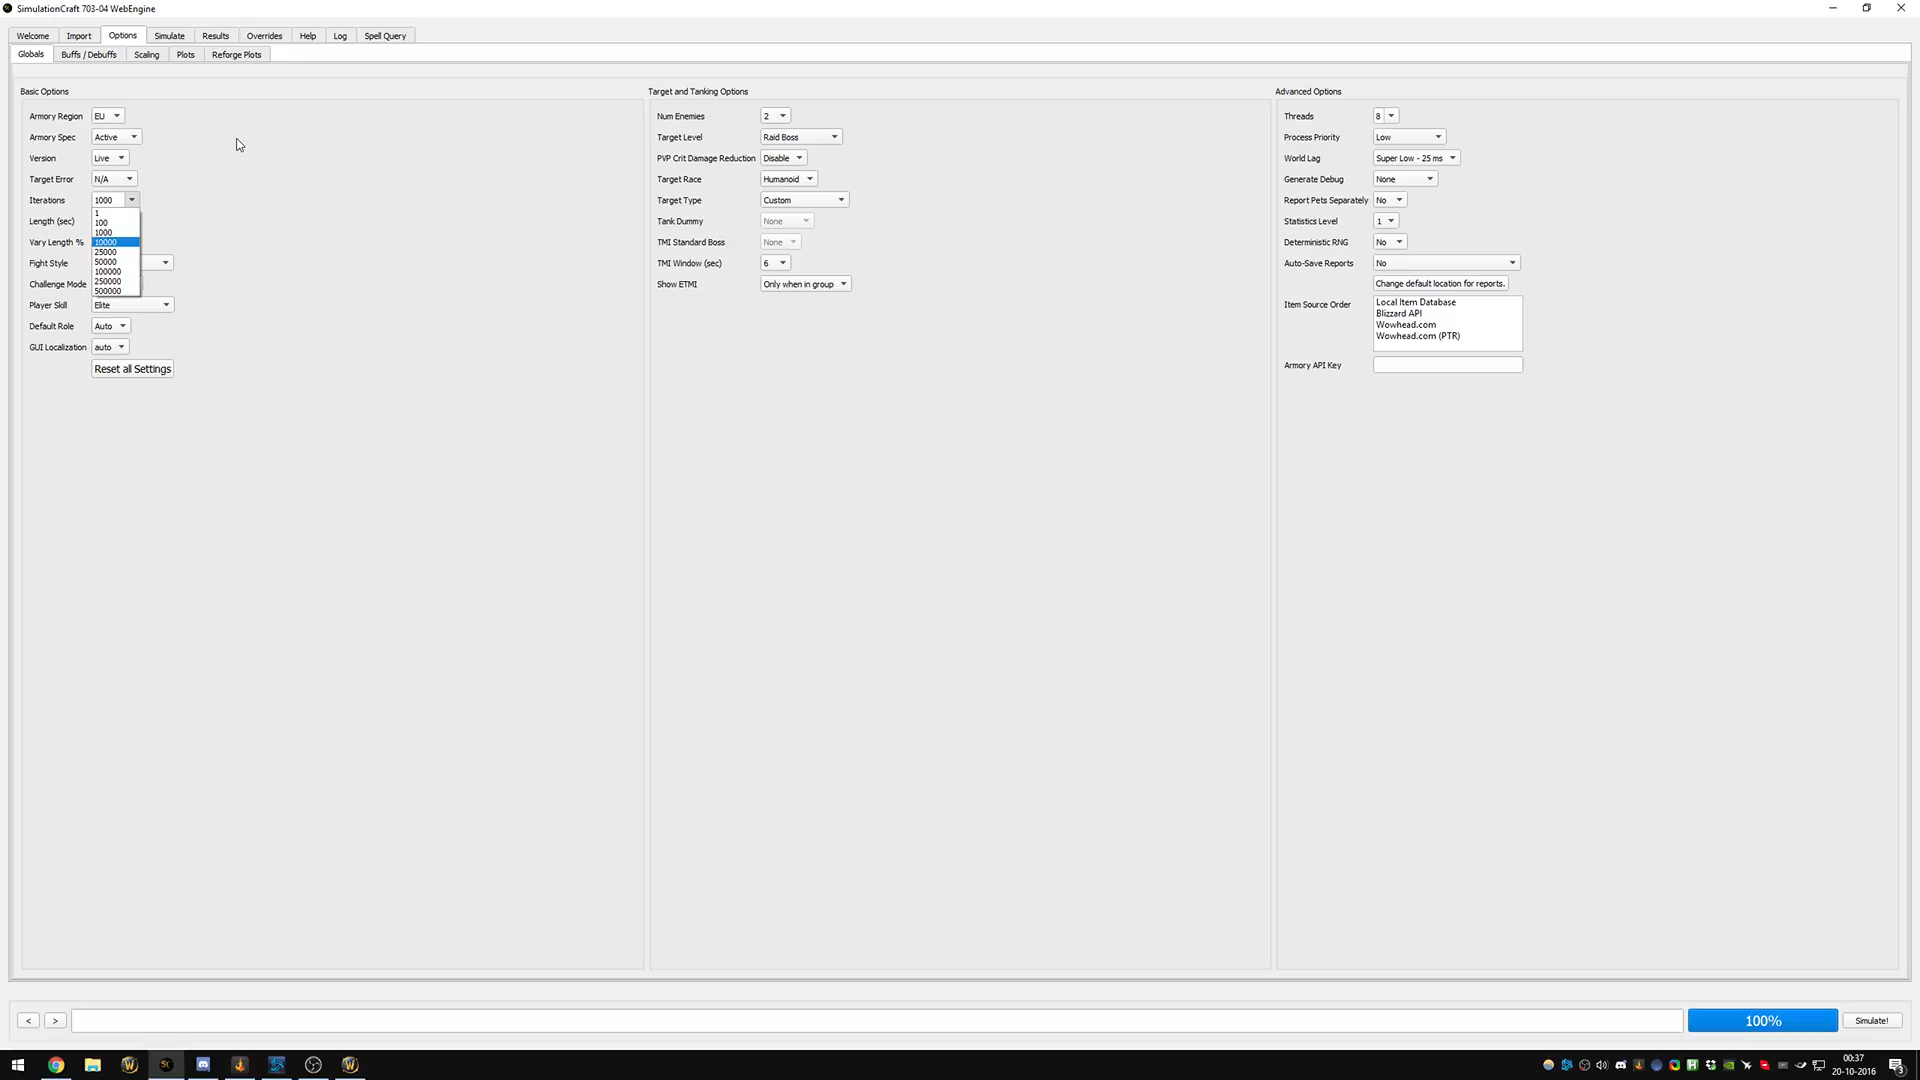 SimulationCraft 703-04 WebEngine
Welcome Import Options Simulate Results Overrides Help Log Spell Query
Globals Buffs / Debuffs Scaling Plots Reforge Plots
Basic Options
Armory Region EU
Armory Spec Active
Version Live
Target Error N/A
Iterations 1000
1
100
Length (sec)
1000
Vary Length % 10000
25000
Fight Style 50000
100000
Challenge Mode 250000
500000
Player Skill Elite
Default Role Auto
GUI Localization auto
Reset all Settings
Target and Tanking Options
Num Enemies 2
Target Level Raid Boss
PVP Crit Damage Reduction Disable
Target Race Humanoid
Target Type Custom
Tank Dummy None
TMI Standard Boss None
TMI Window (sec) 6
Show ETMI Only when in group
Advanced Options
Threads 8
Process Priority Low
World Lag Super Low - 25 ms
Generate Debug None
Report Pets Separately No
Statistics Level 1
Deterministic RNG No
Auto-Save Reports No
Change default location for reports.
Item Source Order Local Item Database
Blizzard API
Wowhead.com
Wowhead.com (PTR)
Armory API Key
< > 100% Simulate!
00:37
20-10-2016
3